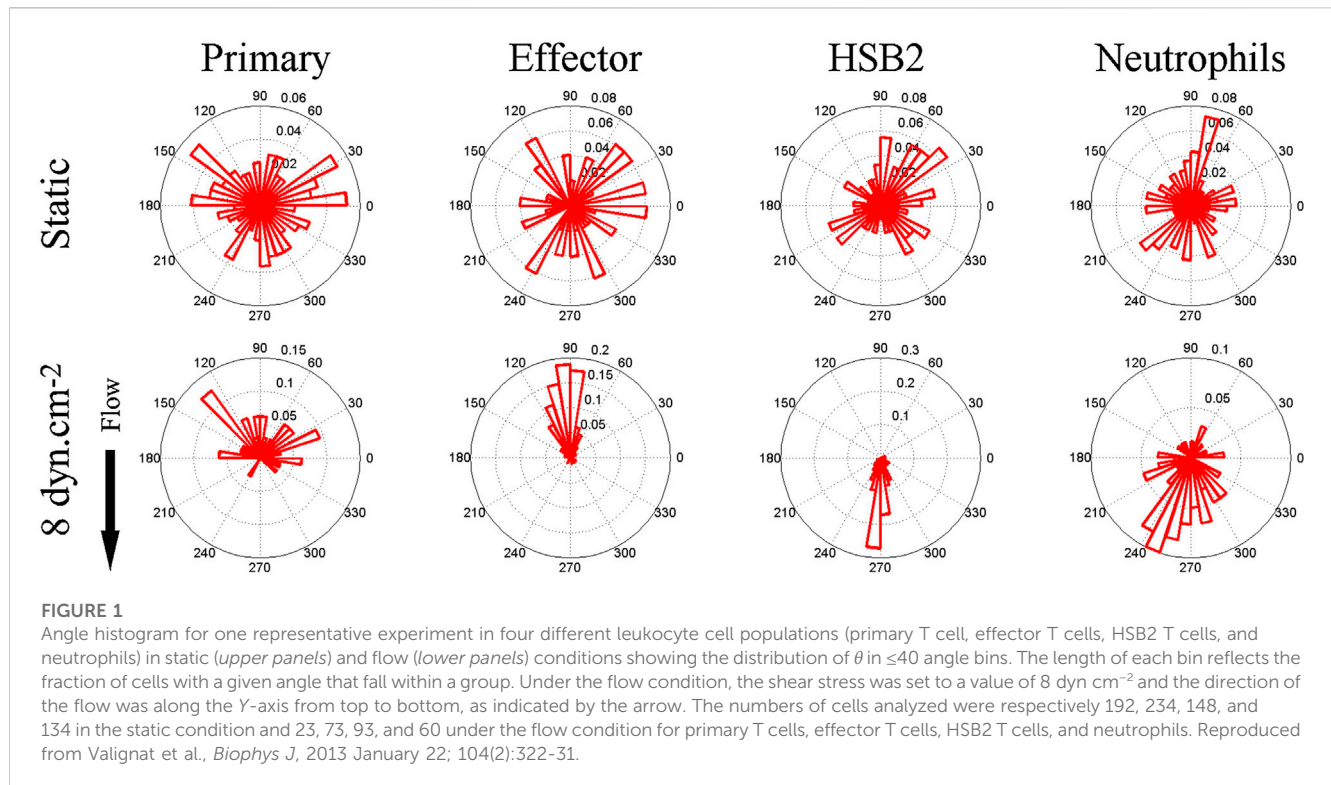 Primary Effector HSB2 Neutrophils
Static
90 0.06 90 0.08 90 0.08 90 0.08
120 60 120 60 120 60 120 60
0.04 0.06 0.06 0.06
150 30 150 30 150 30 150 30
0.02 0.04 0.04 0.04
0.02 0.02 0.02
180 0 180 0 180 0 180 0
210 330 210 330 210 330 210 330
240 300 240 300 240 300 240 300
270 270 270 270
8 dyn.cm-2
Flow
90 0.15 90 0.2 90 0.3 90 0.1
120 60 120 60 120 60 120 60
0.1 0.15 0.2
150 30 150 30 150 30 150 30
0.05 0.1 0.1 0.05
0.05
180 0 180 0 180 0 180 0
210 330 210 330 210 330 210 330
240 300 240 300 240 300 240 300
270 270 270 270
FIGURE 1
Angle histogram for one representative experiment in four different leukocyte cell populations (primary T cell, effector T cells, HSB2 T cells, and
neutrophils) in static (upper panels) and flow (lower panels) conditions showing the distribution of θ in ≤40 angle bins. The length of each bin reflects the
fraction of cells with a given angle that fall within a group. Under the flow condition, the shear stress was set to a value of 8 dyn cm⁻² and the direction of
the flow was along the Y-axis from top to bottom, as indicated by the arrow. The numbers of cells analyzed were respectively 192, 234, 148, and
134 in the static condition and 23, 73, 93, and 60 under the flow condition for primary T cells, effector T cells, HSB2 T cells, and neutrophils. Reproduced
from Valignat et al., Biophys J, 2013 January 22; 104(2):322-31.